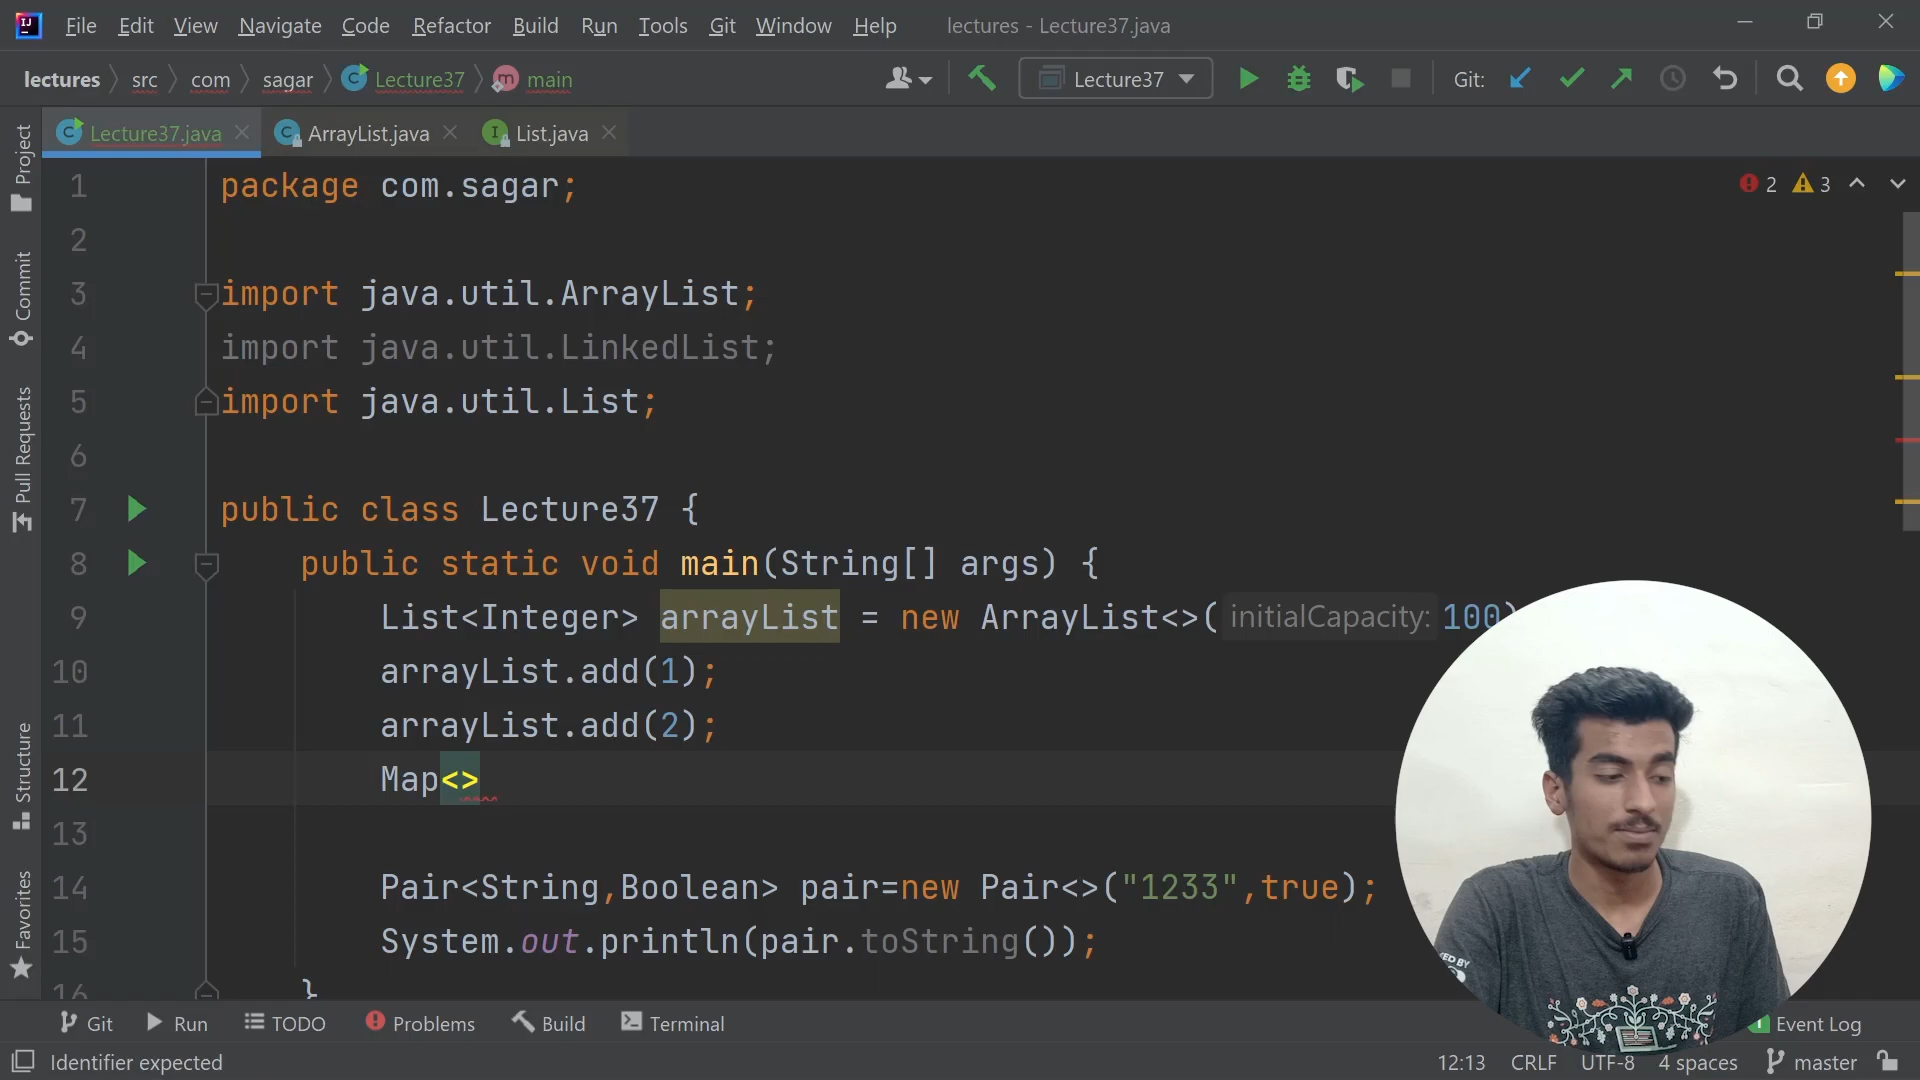 File Edit View Navigate Code Refactor Build Run Tools Git Window Help lectures - Lecture37.java
lectures src com sagar Lecture37 main Lecture37 Git:
Lecture37.java ArrayList.java List.java
Project
Commit
Pull Requests
Structure
Favorites
2 3
1 package com.sagar;
2
3 import java.util.ArrayList;
4 import java.util.LinkedList;
5 import java.util.List;
6
7 public class Lecture37 {
8 public static void main(String[] args) {
9 List<Integer> arrayList = new ArrayList<>( initialCapacity: 100)
10 arrayList.add(1);
11 arrayList.add(2);
12 Map<>
13
14 Pair<String,Boolean> pair=new Pair<>("1233",true);
15 System.out.println(pair.toString());
16 }
Git Run TODO Problems Build Terminal Event Log
Identifier expected 12:13 CRLF UTF-8 4 spaces master